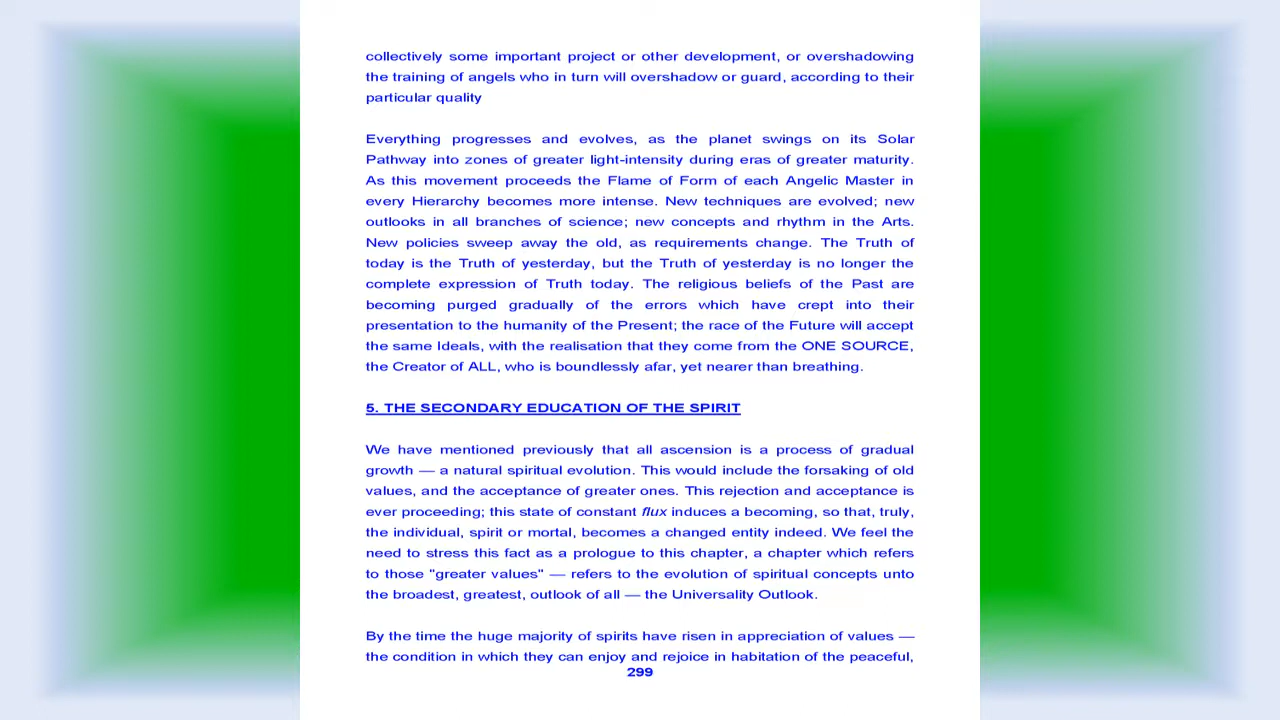 collectively some important project or other development, or overshadowing
the training of angels who in turn will overshadow or guard, according to their
particular quality
Everything progresses and evolves, as the planet swings on its Solar
Pathway into zones of greater light-intensity during eras of greater maturity.
As this movement proceeds the Flame of Form of each Angelic Master in
every Hierarchy becomes more intense. New techniques are evolved; new
outlooks in all branches of science; new concepts and rhythm in the Arts.
New policies sweep away the old, as requirements change. The Truth of
today is the Truth of yesterday, but the Truth of yesterday is no longer the
complete expression of Truth today. The religious beliefs of the Past are
becoming purged gradually of the errors which have crept into their
presentation to the humanity of the Present; the race of the Future will accept
the same Ideals, with the realisation that they come from the ONE SOURCE,
the Creator of ALL, who is boundlessly afar, yet nearer than breathing.
5. THE SECONDARY EDUCATION OF THE SPIRIT
We have mentioned previously that all ascension is a process of gradual
growth — a natural spiritual evolution. This would include the forsaking of old
values, and the acceptance of greater ones. This rejection and acceptance is
ever proceeding; this state of constant flux induces a becoming, so that, truly,
the individual, spirit or mortal, becomes a changed entity indeed. We feel the
need to stress this fact as a prologue to this chapter, a chapter which refers
to those "greater values" — refers to the evolution of spiritual concepts unto
the broadest, greatest, outlook of all — the Universality Outlook.
By the time the huge majority of spirits have risen in appreciation of values —
the condition in which they can enjoy and rejoice in habitation of the peaceful,
299